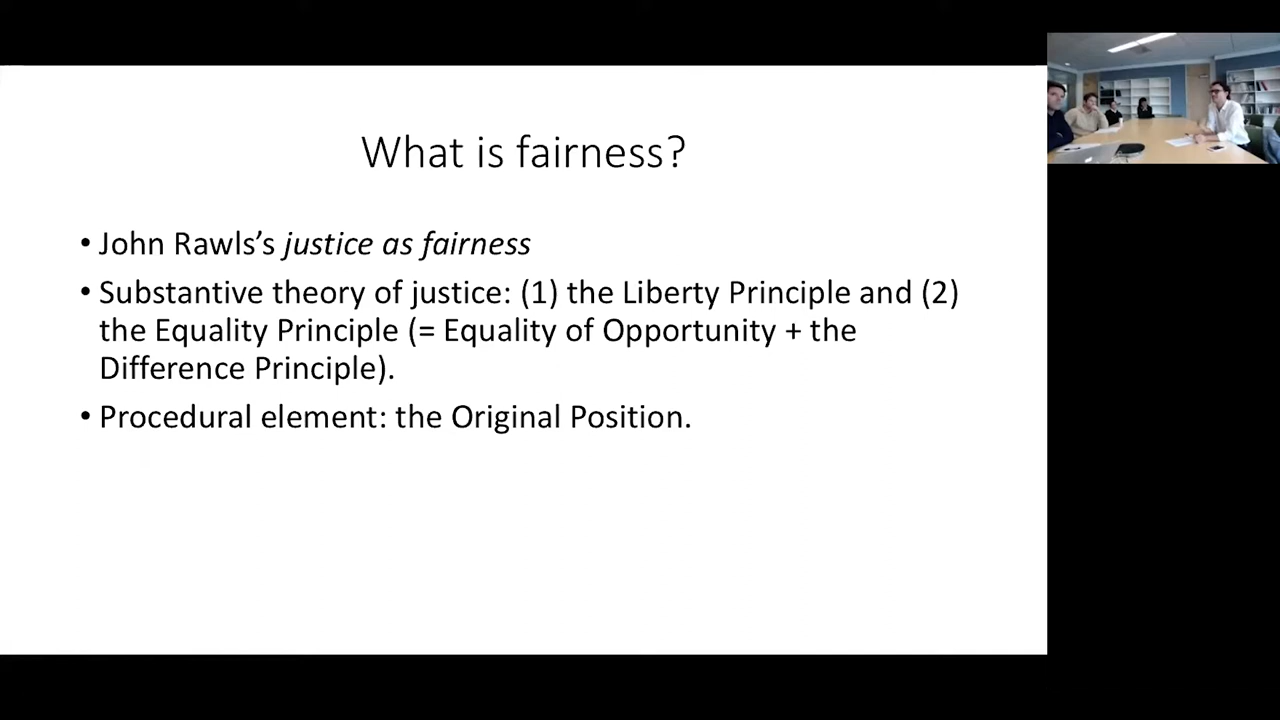 What is fairness?
• John Rawls’s justice as fairness
• Substantive theory of justice: (1) the Liberty Principle and (2)
the Equality Principle (= Equality of Opportunity + the
Difference Principle).
• Procedural element: the Original Position.